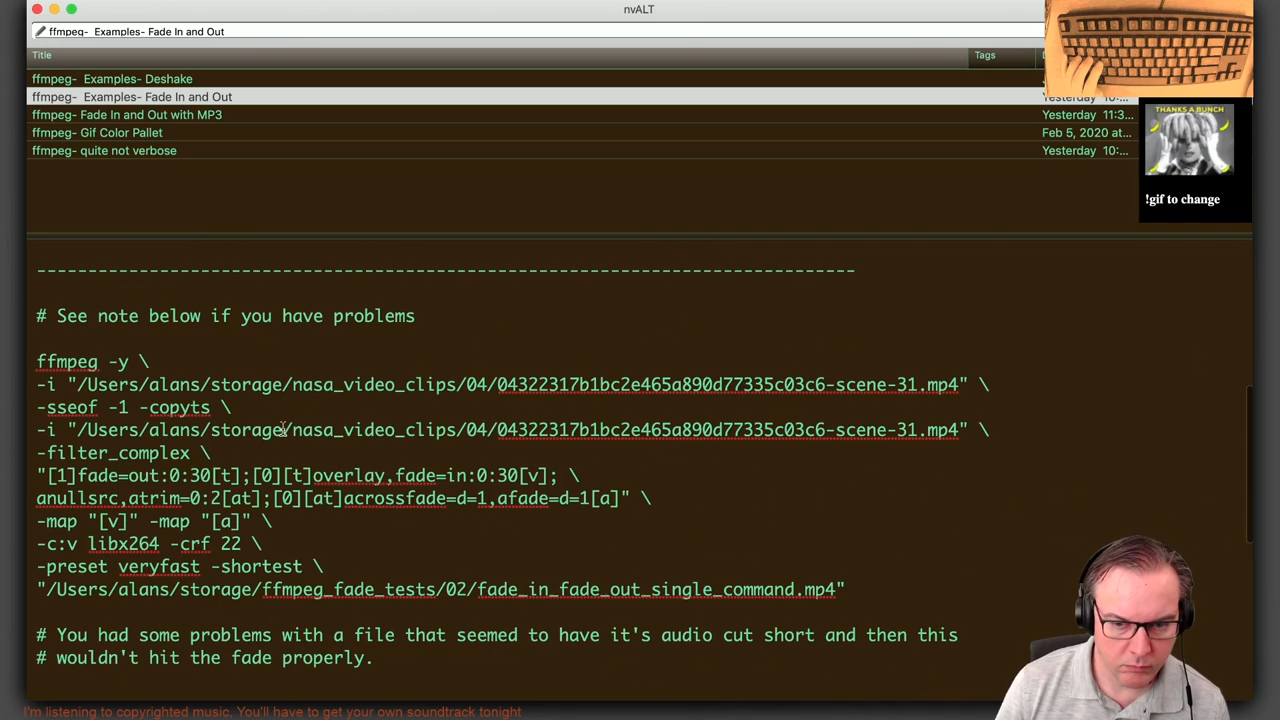 nvALT
ffmpeg-  Examples- Fade In and Out
Title
Tags
ffmpeg-  Examples- Deshake
ffmpeg-  Examples- Fade In and Out
Yesterday  10:...
ffmpeg- Fade In and Out with MP3
Yesterday  11:3...
ffmpeg- Gif Color Pallet
Feb 5, 2020 at...
ffmpeg- quite not verbose
Yesterday  10:...
THANKS A BUNCH
!gif to change
--------------------------------------------------------------------------------
# See note below if you have problems
ffmpeg -y \
-i "/Users/alans/storage/nasa_video_clips/04/04322317b1bc2e465a890d77335c03c6-scene-31.mp4" \
-sseof -1 -copyts \
-i "/Users/alans/storage/nasa_video_clips/04/04322317b1bc2e465a890d77335c03c6-scene-31.mp4" \
-filter_complex \
"[1]fade=out:0:30[t];[0][t]overlay,fade=in:0:30[v]; \
anullsrc,atrim=0:2[at];[0][at]acrossfade=d=1,afade=d=1[a]" \
-map "[v]" -map "[a]" \
-c:v libx264 -crf 22 \
-preset veryfast -shortest \
"/Users/alans/storage/ffmpeg_fade_tests/02/fade_in_fade_out_single_command.mp4"
# You had some problems with a file that seemed to have it's audio cut short and then this
# wouldn't hit the fade properly.
I'm listening to copyrighted music. You'll have to get your own soundtrack tonight